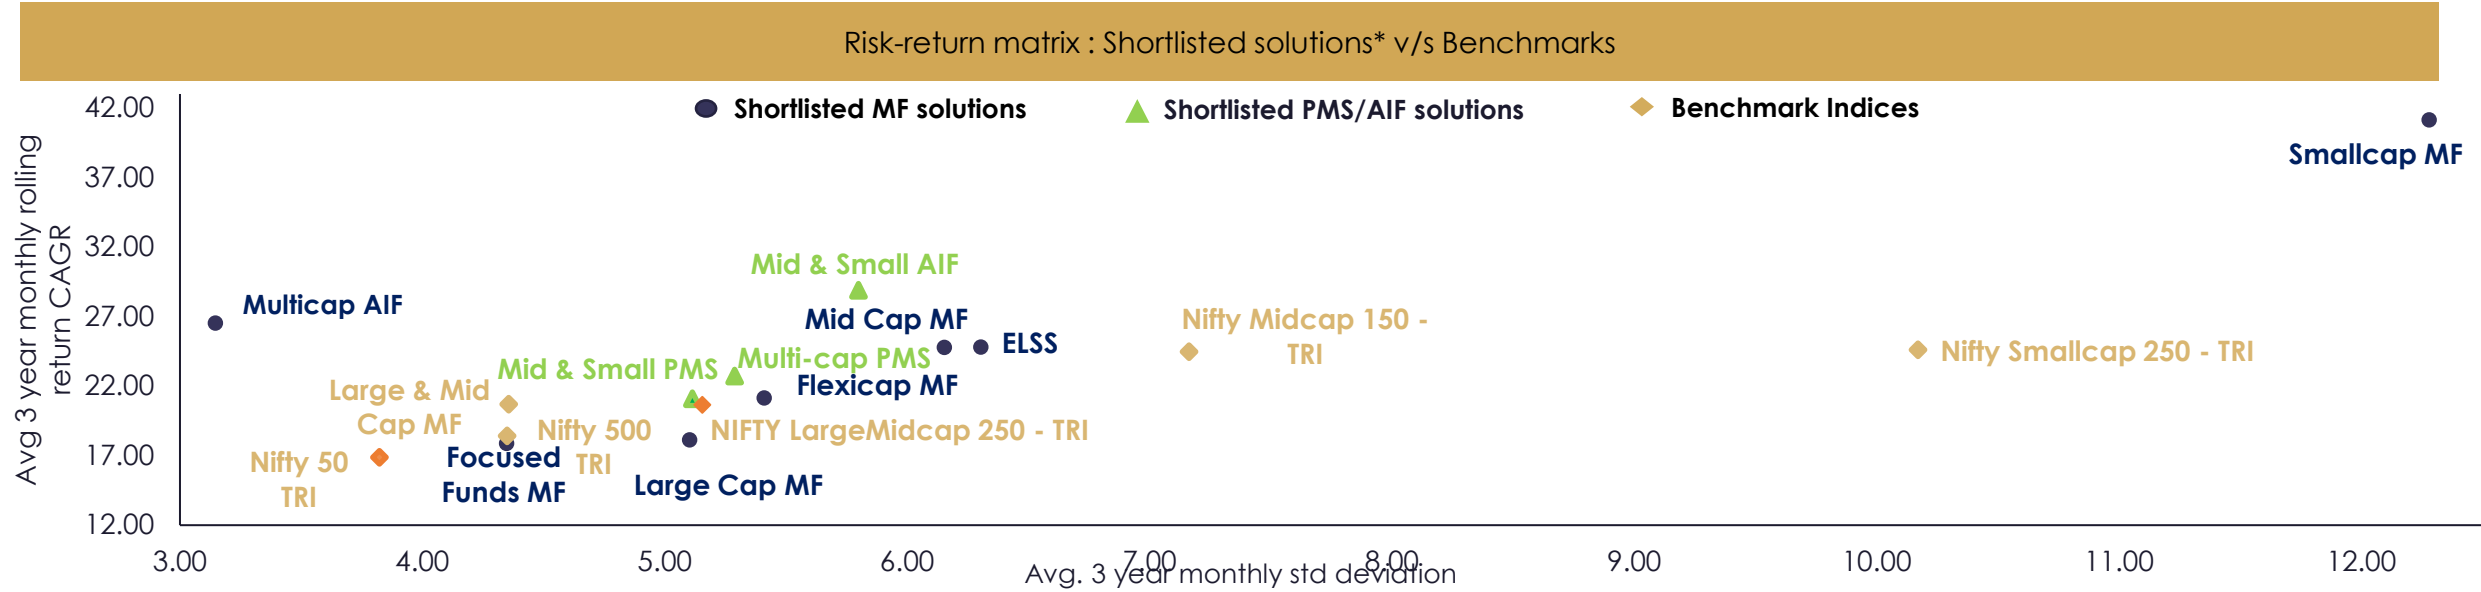 Risk-return matrix : Shortlisted solutions* v/s Benchmarks
Shortlisted MF solutions
Shortlisted PMS/AIF solutions
Benchmark Indices
Avg 3 year monthly rolling
return CAGR
42.00
37.00
32.00
27.00
22.00
17.00
12.00
Smallcap MF
Mid & Small AIF
Multicap AIF
Mid Cap MF
ELSS
Nifty Midcap 150 -
TRI
Nifty Smallcap 250 - TRI
Mid & Small PMS
Multi-cap PMS
Flexicap MF
Large & Mid
Cap MF
Nifty 500
TRI
NIFTY LargeMidcap 250 - TRI
Nifty 50
TRI
Focused
Funds MF
Large Cap MF
3.00
4.00
5.00
6.00
7.00
8.00
9.00
10.00
11.00
12.00
Avg. 3 year monthly std deviation